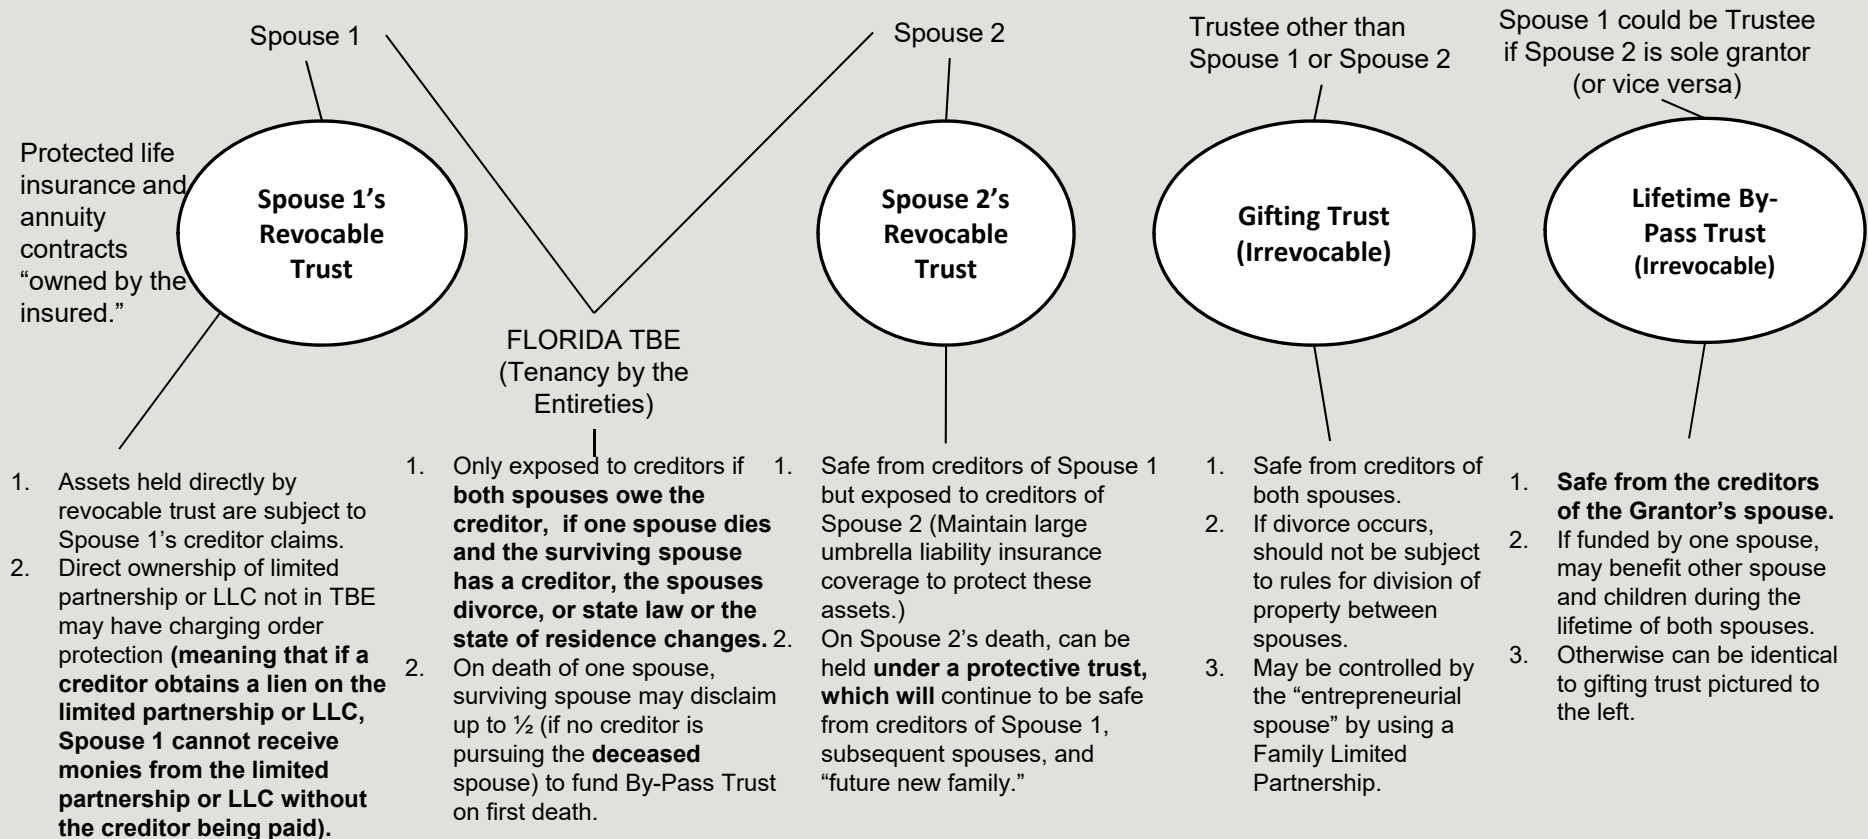 Spouse 1
Spouse 2
Trustee other than
Spouse 1 or Spouse 2
Spouse 1 could be Trustee
if Spouse 2 is sole grantor
(or vice versa)
Protected life
insurance and
annuity
contracts
“owned by the
insured.”
Spouse 1’s
Revocable
Trust
Spouse 2’s
Revocable
Trust
Gifting Trust
(Irrevocable)
Lifetime By-
Pass Trust
(Irrevocable)
FLORIDA TBE
(Tenancy by the
Entireties)
1. Assets held directly by
revocable trust are subject to
Spouse 1’s creditor claims.
2. Direct ownership of limited
partnership or LLC not in TBE
may have charging order
protection (meaning that if a
creditor obtains a lien on the
limited partnership or LLC,
Spouse 1 cannot receive
monies from the limited
partnership or LLC without
the creditor being paid).
1. Only exposed to creditors if
both spouses owe the
creditor, if one spouse dies
and the surviving spouse
has a creditor, the spouses
divorce, or state law or the
state of residence changes.
2. On death of one spouse,
surviving spouse may disclaim
up to ½ (if no creditor is
pursuing the deceased
spouse) to fund By-Pass Trust
on first death.
1. Safe from creditors of Spouse 1
but exposed to creditors of
Spouse 2 (Maintain large
umbrella liability insurance
coverage to protect these
assets.)
2. On Spouse 2’s death, can be
held under a protective trust,
which will continue to be safe
from creditors of Spouse 1,
subsequent spouses, and
“future new family.”
1. Safe from creditors of
both spouses.
2. If divorce occurs,
should not be subject
to rules for division of
property between
spouses.
3. May be controlled by
the “entrepreneurial
spouse” by using a
Family Limited
Partnership.
1. Safe from the creditors
of the Grantor’s spouse.
2. If funded by one spouse,
may benefit other spouse
and children during the
lifetime of both spouses.
3. Otherwise can be identical
to gifting trust pictured to
the left.